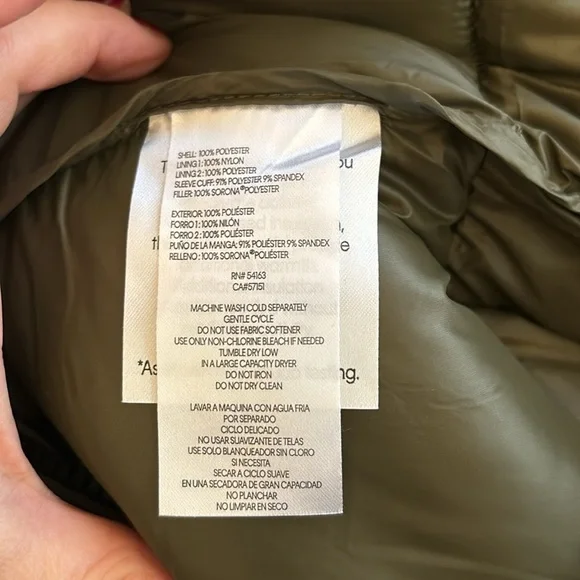 SHELL: 100% POLYESTER
LINING 1: 100% NYLON
LINING 2: 100% POLYESTER
SLEEVE CUFF: 91% POLYESTER 9% SPANDEX
FILLER: 100% SORONA®POLYESTER
EXTERIOR: 100% POLIÉSTER
FORRO 1: 100% NILÓN
FORRO 2: 100% POLIÉSTER
PUÑO DE LA MANGA: 91% POLIÉSTER 9% SPANDEX
RELLENO: 100% SORONA®POLIÉSTER
RN# 54163
CA#57151
MACHINE WASH COLD SEPARATELY
GENTLE CYCLE
DO NOT USE FABRIC SOFTENER
USE ONLY NON-CHLORINE BLEACH IF NEEDED
TUMBLE DRY LOW
IN A LARGE CAPACITY DRYER
DO NOT IRON
DO NOT DRY CLEAN
LAVAR A MAQUINA CON AGUA FRIA
POR SEPARADO
CICLO DELICADO
NO USAR SUAVIZANTE DE TELAS
USE SOLO BLANQUEADOR SIN CLORO
SI NECESITA
SECAR A CICLO SUAVE
EN UNA SECADORA DE GRAN CAPACIDAD
NO PLANCHAR
NO LIMPIAR EN SECO